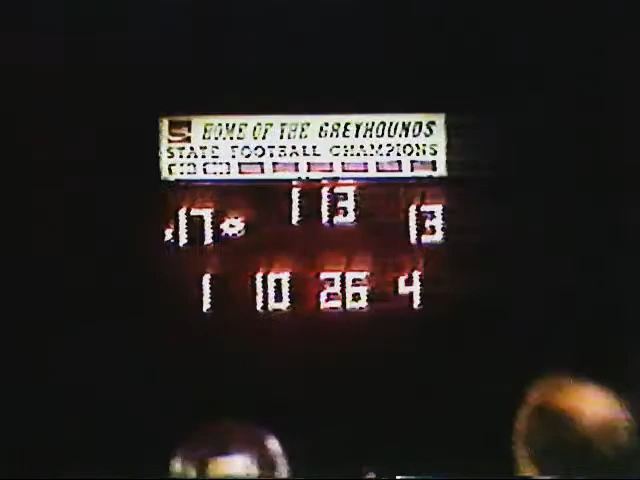 S HOME OF THE GREYHOUNDS
STATE FOOTBALL CHAMPIONS
1 13
17 13
1 10 26 4